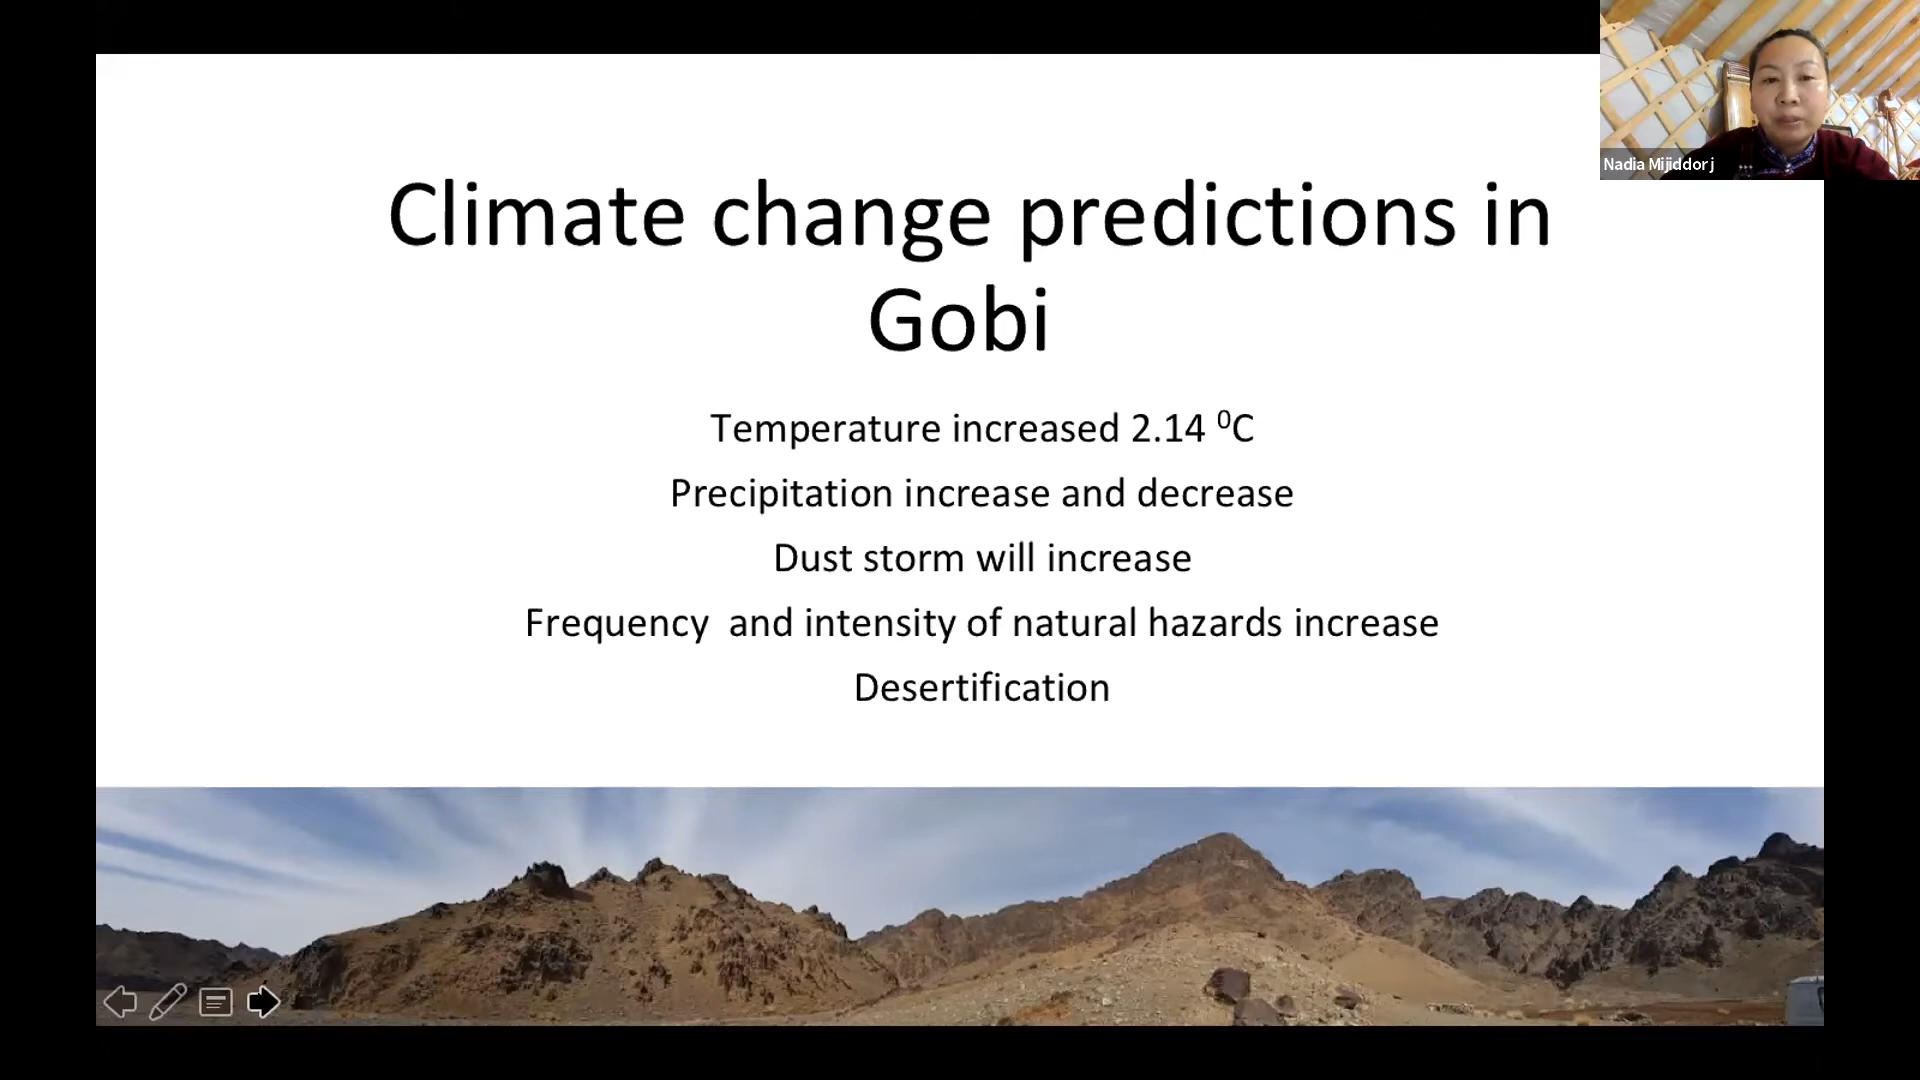 Nadia Mijiddorj
Climate change predictions in
Gobi
Temperature increased 2.14 ⁰C
Precipitation increase and decrease
Dust storm will increase
Frequency  and intensity of natural hazards increase
Desertification